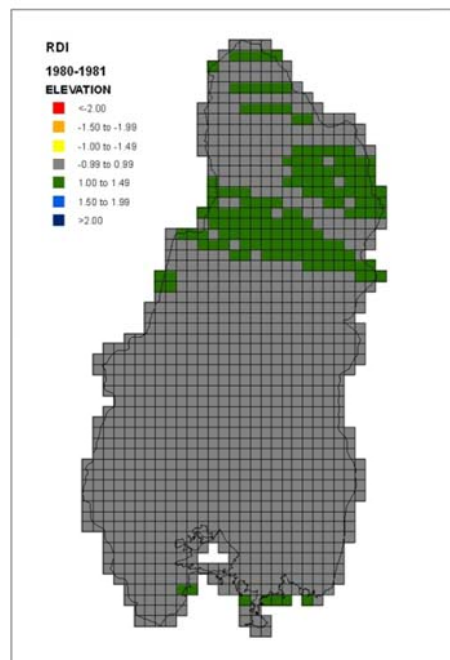 RDI
1980-1981
ELEVATION
<-2.00
-1.50 to -1.99
-1.00 to -1.49
-0.99 to 0.99
1.00 to 1.49
1.50 to 1.99
>2.00